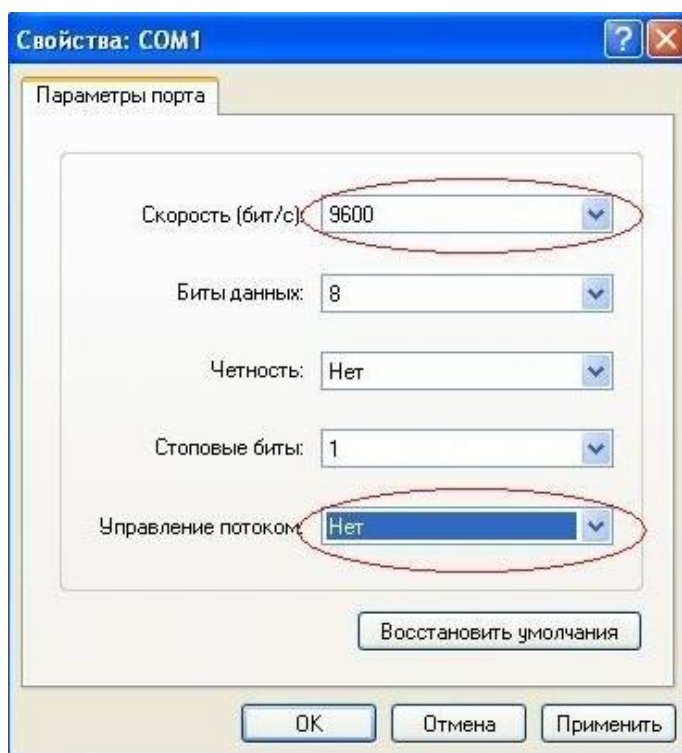 Свойства: COM1
Параметры порта
Скорость (бит/с): 9600
Биты данных: 8
Четность: Нет
Стоповые биты: 1
Управление потоком: Нет
Восстановить умолчания
OK Отмена Применить